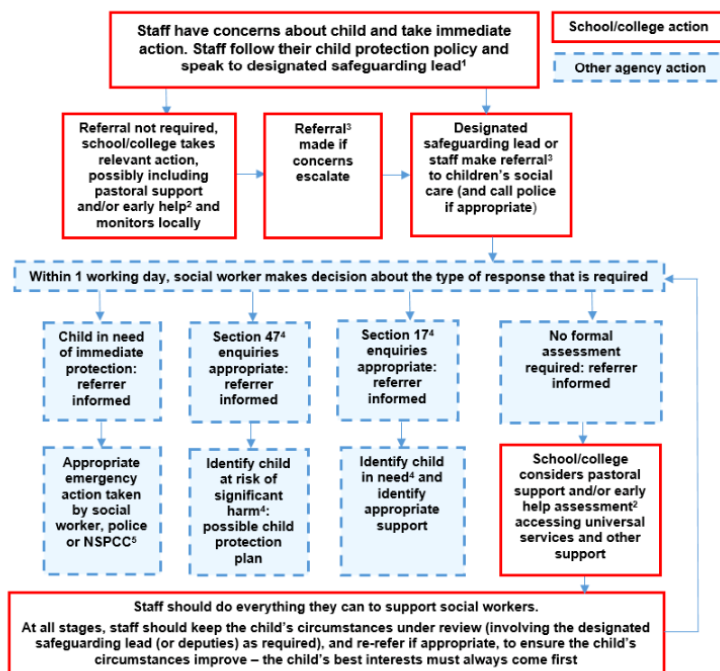 Staff have concerns about child and take immediate
action. Staff follow their child protection policy and
speak to designated safeguarding lead¹
School/college action
Other agency action
Referral not required,
school/college takes
relevant action,
possibly including
pastoral support
and/or early help² and
monitors locally
Referral³
made if
concerns
escalate
Designated
safeguarding lead or
staff make referral³
to children's social
care (and call police
if appropriate)
Within 1 working day, social worker makes decision about the type of response that is required
Child in need
of immediate
protection:
referrer
informed
Section 47⁴
enquiries
appropriate:
referrer
informed
Section 17⁴
enquiries
appropriate:
referrer
informed
No formal
assessment
required: referrer
informed
Appropriate
emergency
action taken
by social
worker, police
or NSPCC⁵
Identify child
at risk of
significant
harm⁴:
possible child
protection
plan
Identify child
in need⁴ and
identify
appropriate
support
School/college
considers pastoral
support and/or early
help assessment²
accessing universal
services and other
support
Staff should do everything they can to support social workers.
At all stages, staff should keep the child's circumstances under review (involving the designated
safeguarding lead (or deputies) as required), and re-refer if appropriate, to ensure the child's
circumstances improve – the child's best interests must always come first